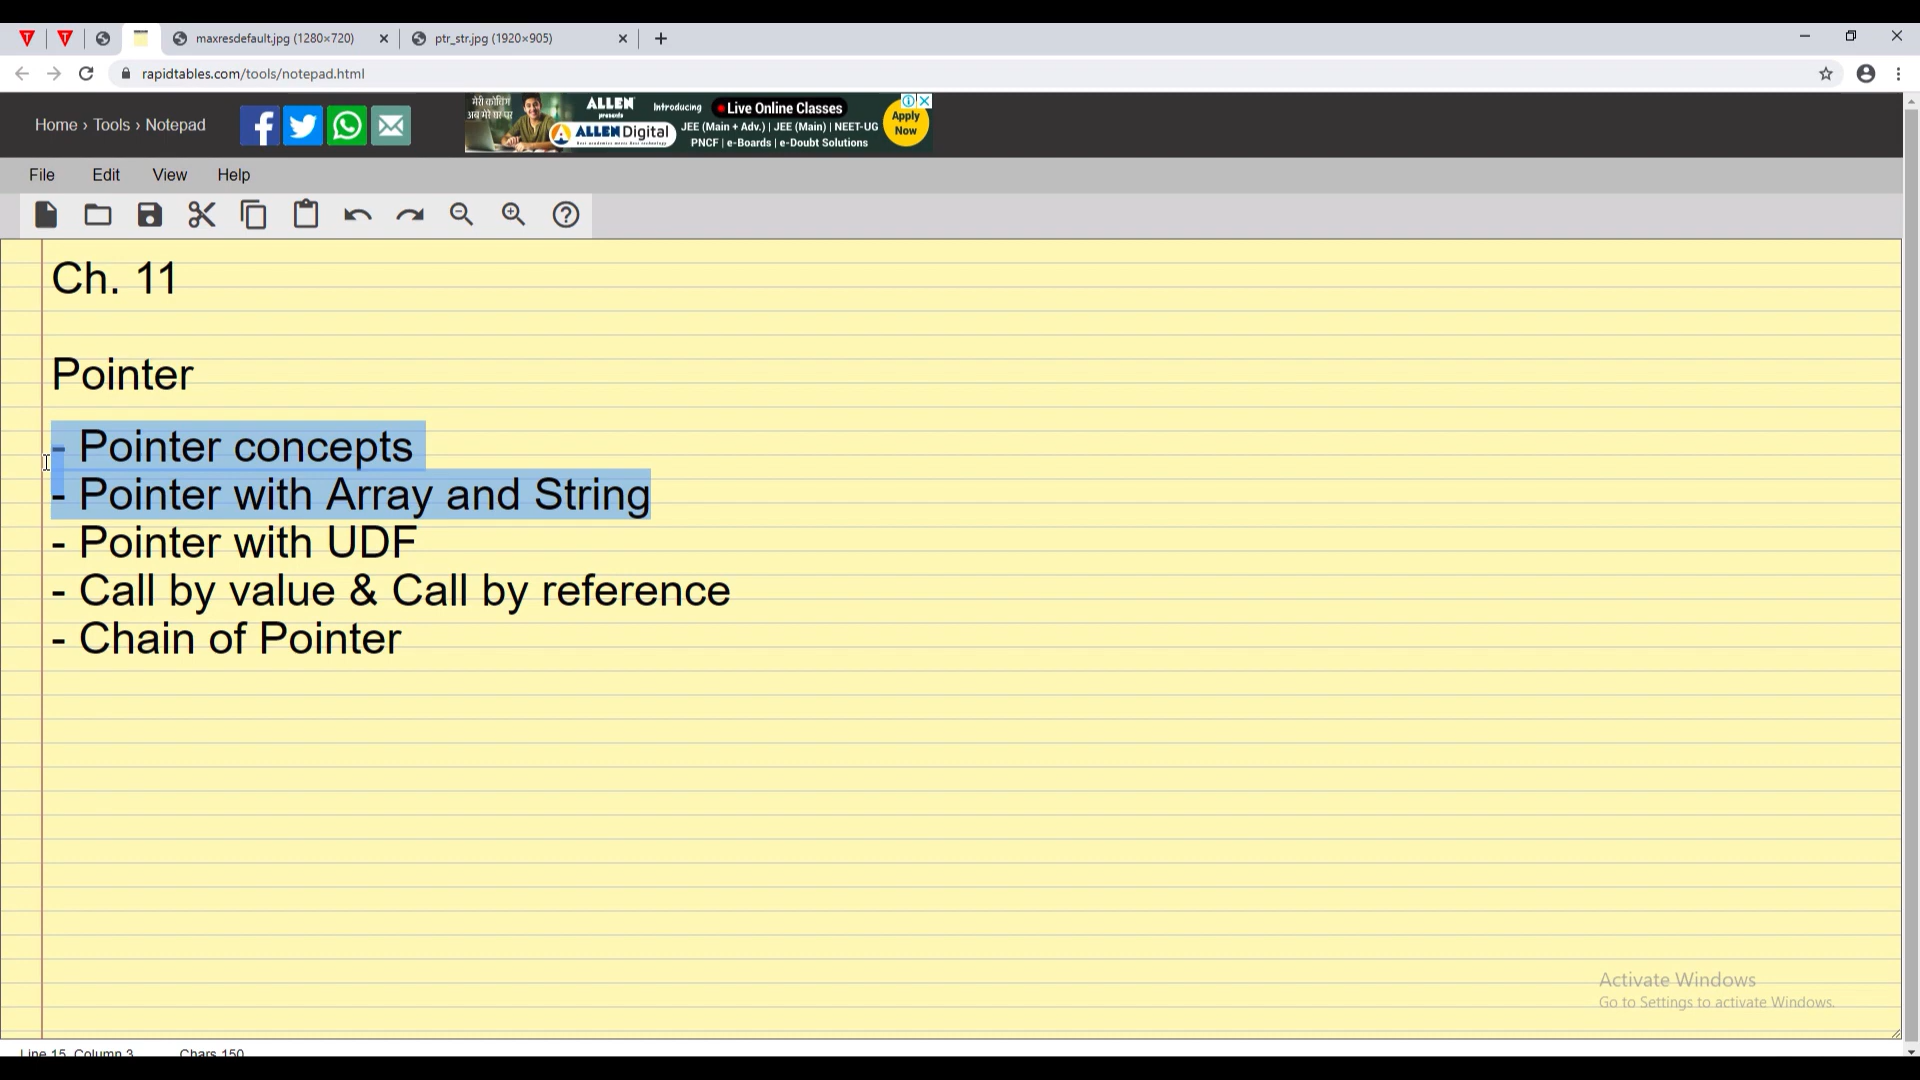 maxresdefault.jpg (1280×720)
ptr_str.jpg (1920×905)
rapidtables.com/tools/notepad.html
Home › Tools › Notepad
मेरी कोचिंग
अब मेरे घर पर
ALLEN
presents
ALLEN Digital
Introducing
Live Online Classes
JEE (Main + Adv.) | JEE (Main) | NEET-UG
PNCF | e-Boards | e-Doubt Solutions
Apply
Now
File Edit View Help
Ch. 11
Pointer
- Pointer concepts
- Pointer with Array and String
- Pointer with UDF
- Call by value & Call by reference
- Chain of Pointer
Activate Windows
Go to Settings to activate Windows.
Line 15, Column 3 Chars 150